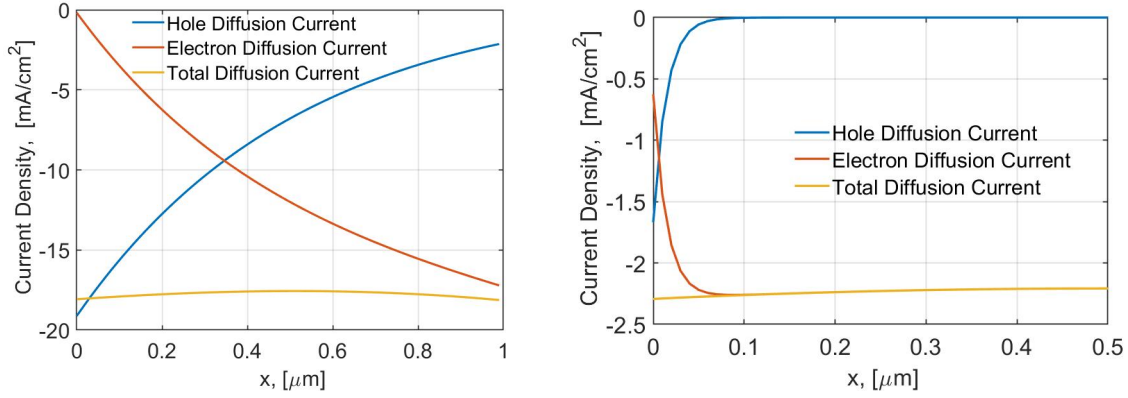 0
-5
-10
-15
-20
Current Density, [mA/cm²]
Hole Diffusion Current
Electron Diffusion Current
Total Diffusion Current
0 0.2 0.4 0.6 0.8 1
x, [μm]
0
-0.5
-1
-1.5
-2
-2.5
Current Density, [mA/cm²]
Hole Diffusion Current
Electron Diffusion Current
Total Diffusion Current
0 0.1 0.2 0.3 0.4 0.5
x, [μm]